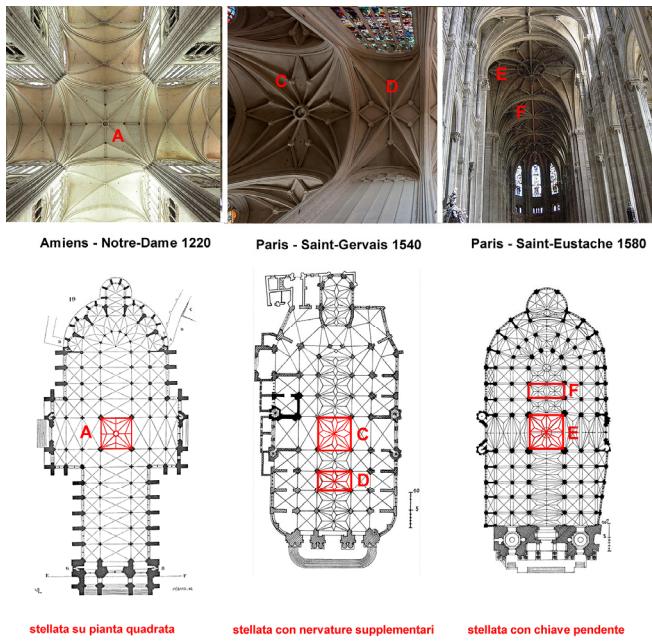 A
C
D
E
F
Amiens - Notre-Dame 1220
Paris - Saint-Gervais 1540
Paris - Saint-Eustache 1580
19
A
C
D
F
E
stellata su pianta quadrata
stellata con nervature supplementari
stellata con chiave pendente